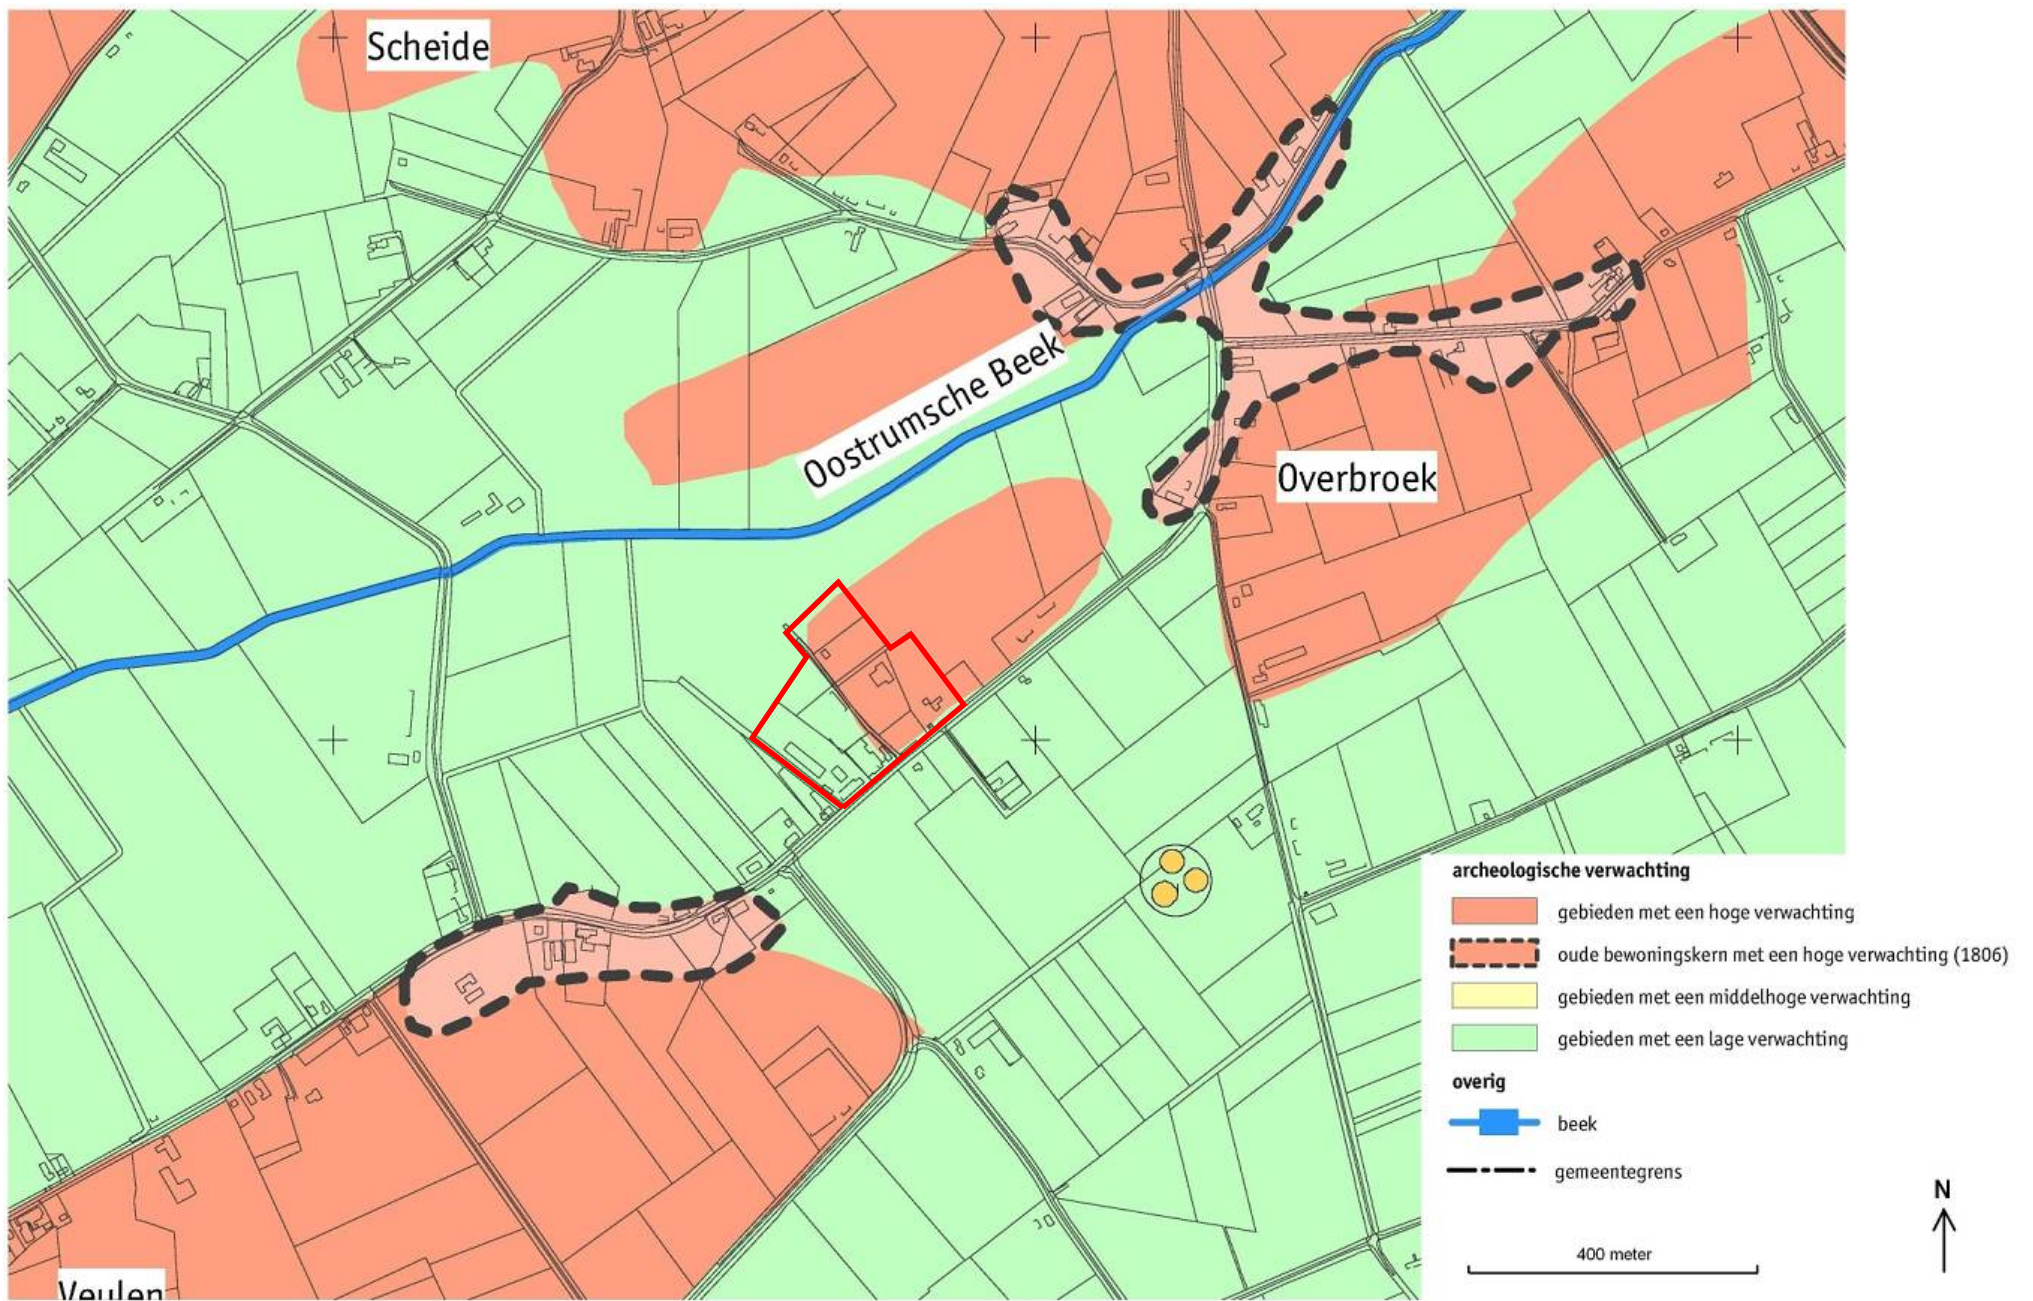 Scheide
Oostrumsche Beek
Overbroek
Veulen
archeologische verwachting
gebieden met een hoge verwachting
oude bewoningskern met een hoge verwachting (1806)
gebieden met een middelhoge verwachting
gebieden met een lage verwachting
overig
beek
gemeentegrens
N
400 meter